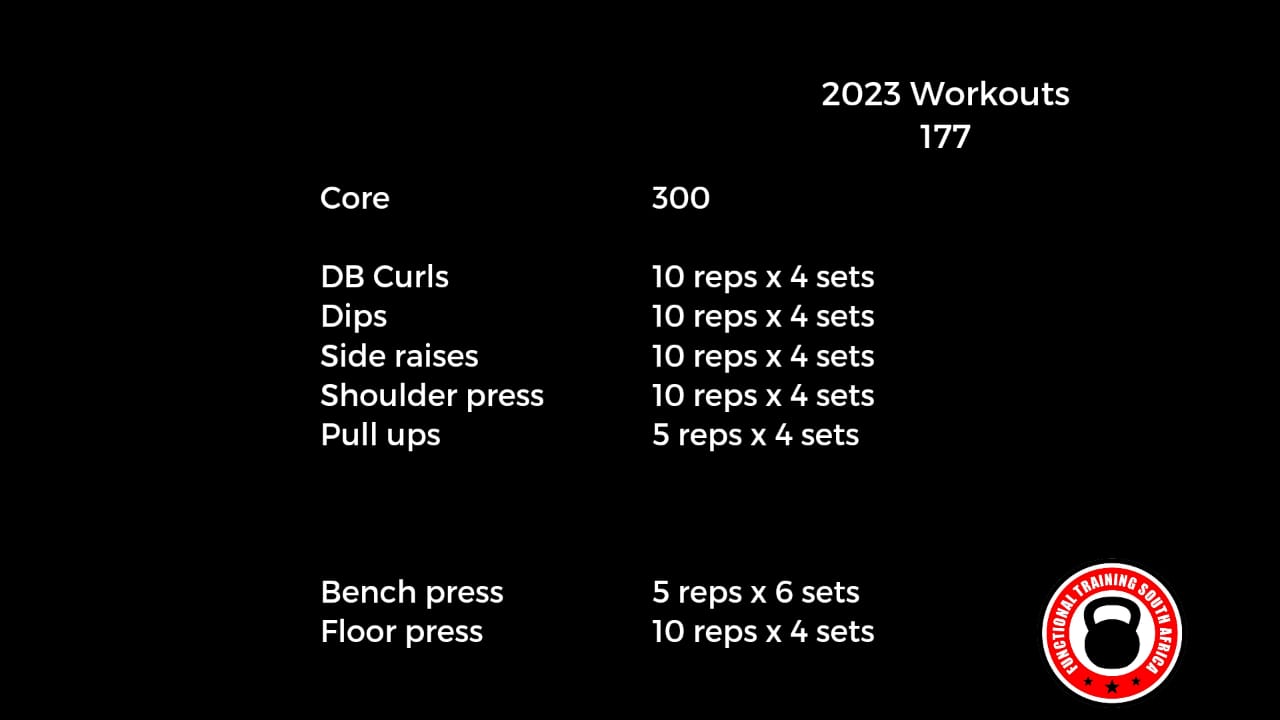 2023 Workouts
177
Core 300
DB Curls 10 reps x 4 sets
Dips 10 reps x 4 sets
Side raises 10 reps x 4 sets
Shoulder press 10 reps x 4 sets
Pull ups 5 reps x 4 sets
Bench press 5 reps x 6 sets
Floor press 10 reps x 4 sets
FUNCTIONAL TRAINING SOUTH AFRICA